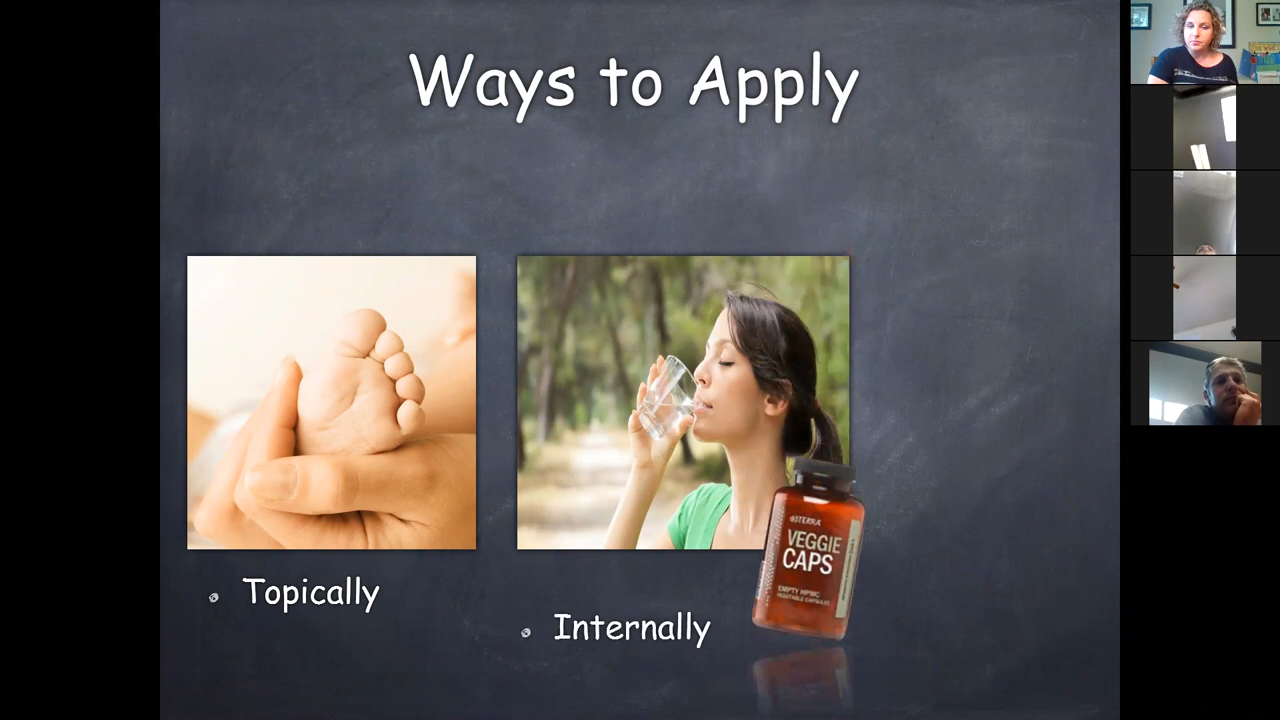 Ways to Apply
Topically
Internally
dōTERRA
VEGGIE
CAPS
EMPTY HPMC
VEGETABLE CAPSULES